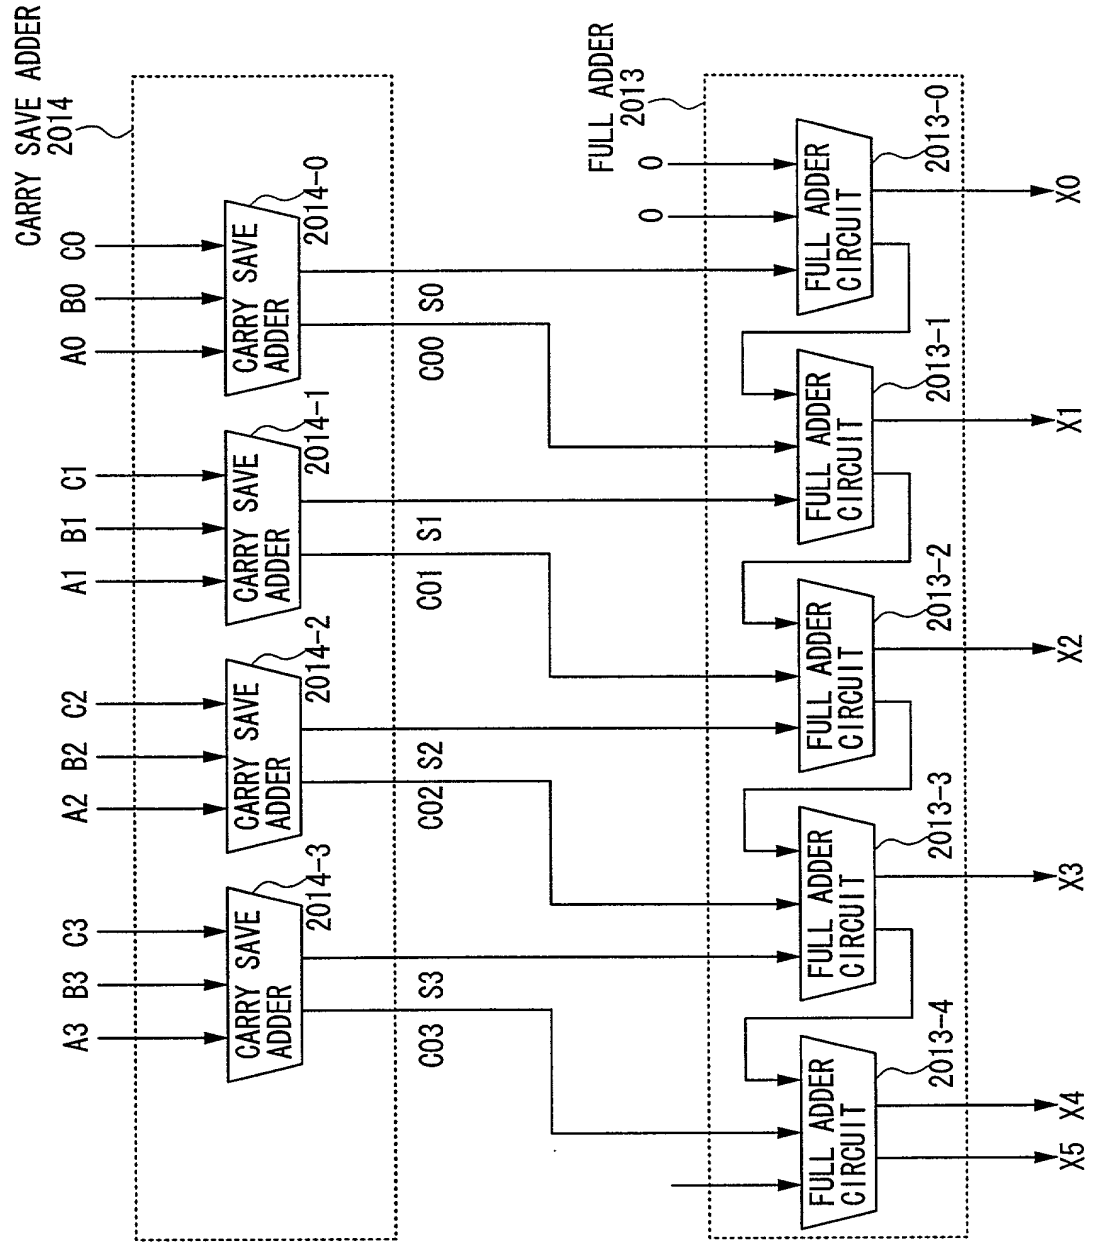 CARRY SAVE ADDER
2014
A3 B3 C3 A2 B2 C2 A1 B1 C1 A0 B0 C0
CARRY SAVE
ADDER
2014-3
CARRY SAVE
ADDER
2014-2
CARRY SAVE
ADDER
2014-1
CARRY SAVE
ADDER
2014-0
CO3 S3 CO2 S2 CO1 S1 CO0 S0
FULL ADDER
2013
0 0
FULL ADDER
CIRCUIT
2013-4
FULL ADDER
CIRCUIT
2013-3
FULL ADDER
CIRCUIT
2013-2
FULL ADDER
CIRCUIT
2013-1
FULL ADDER
CIRCUIT
2013-0
X5 X4 X3 X2 X1 X0